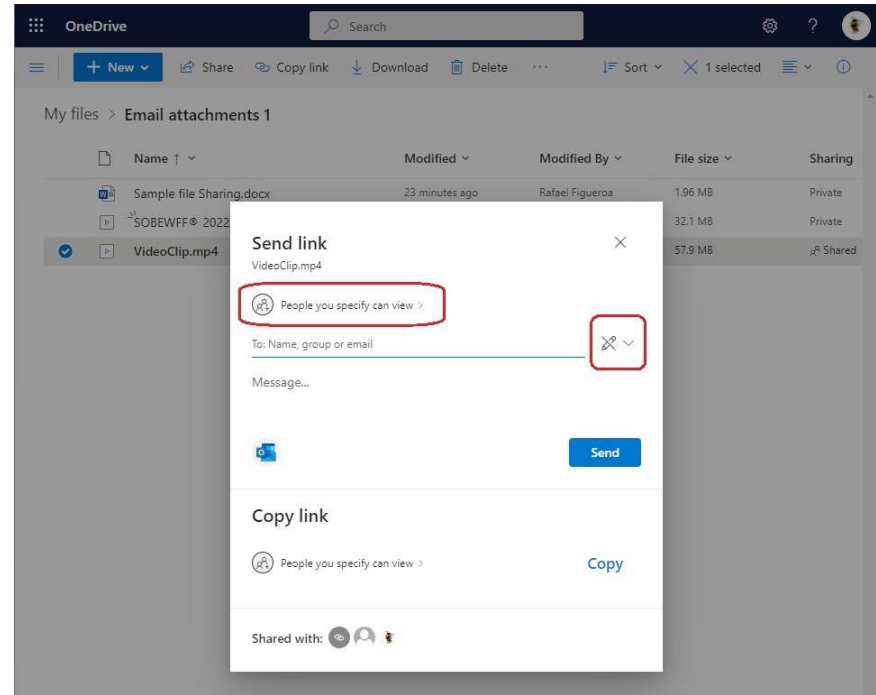 OneDrive
Search
?
+ New
Share
Copy link
Download
Delete
...
Sort
1 selected
My files > Email attachments 1
Name ↑
Modified
Modified By
File size
Sharing
Sample file Sharing.docx
23 minutes ago
Rafael Figueroa
1.96 MB
Private
SOBEWFF® 2022
32.1 MB
Private
VideoClip.mp4
57.9 MB
Shared
Send link
VideoClip.mp4
People you specify can view >
To: Name, group or email
Message...
Send
Copy link
People you specify can view >
Copy
Shared with: